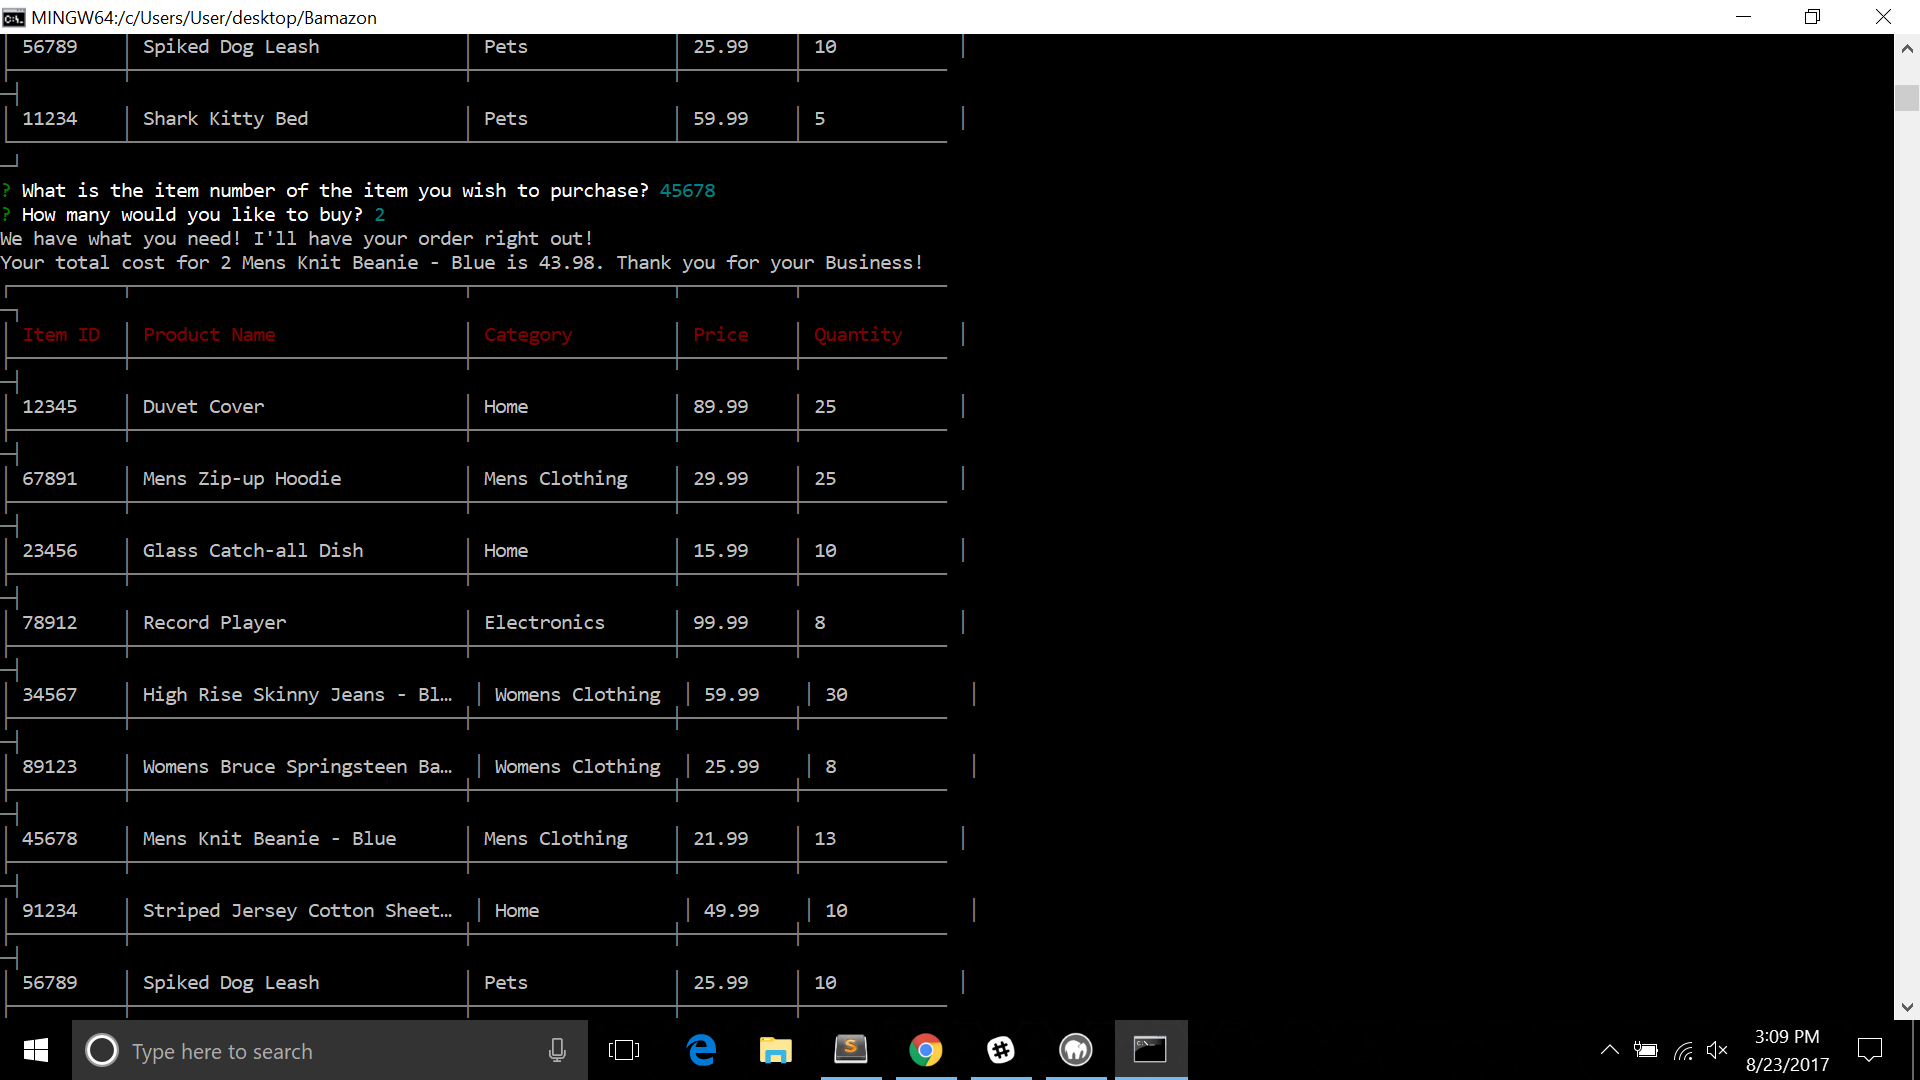 MINGW64:/c/Users/User/desktop/Bamazon
56789 Spiked Dog Leash Pets 25.99 10
11234 Shark Kitty Bed Pets 59.99 5
? What is the item number of the item you wish to purchase? 45678
? How many would you like to buy? 2
We have what you need! I'll have your order right out!
Your total cost for 2 Mens Knit Beanie - Blue is 43.98. Thank you for your Business!
Item ID Product Name Category Price Quantity
12345 Duvet Cover Home 89.99 25
67891 Mens Zip-up Hoodie Mens Clothing 29.99 25
23456 Glass Catch-all Dish Home 15.99 10
78912 Record Player Electronics 99.99 8
34567 High Rise Skinny Jeans - Bl… Womens Clothing 59.99 30
89123 Womens Bruce Springsteen Ba… Womens Clothing 25.99 8
45678 Mens Knit Beanie - Blue Mens Clothing 21.99 13
91234 Striped Jersey Cotton Sheet… Home 49.99 10
56789 Spiked Dog Leash Pets 25.99 10
Type here to search
3:09 PM
8/23/2017